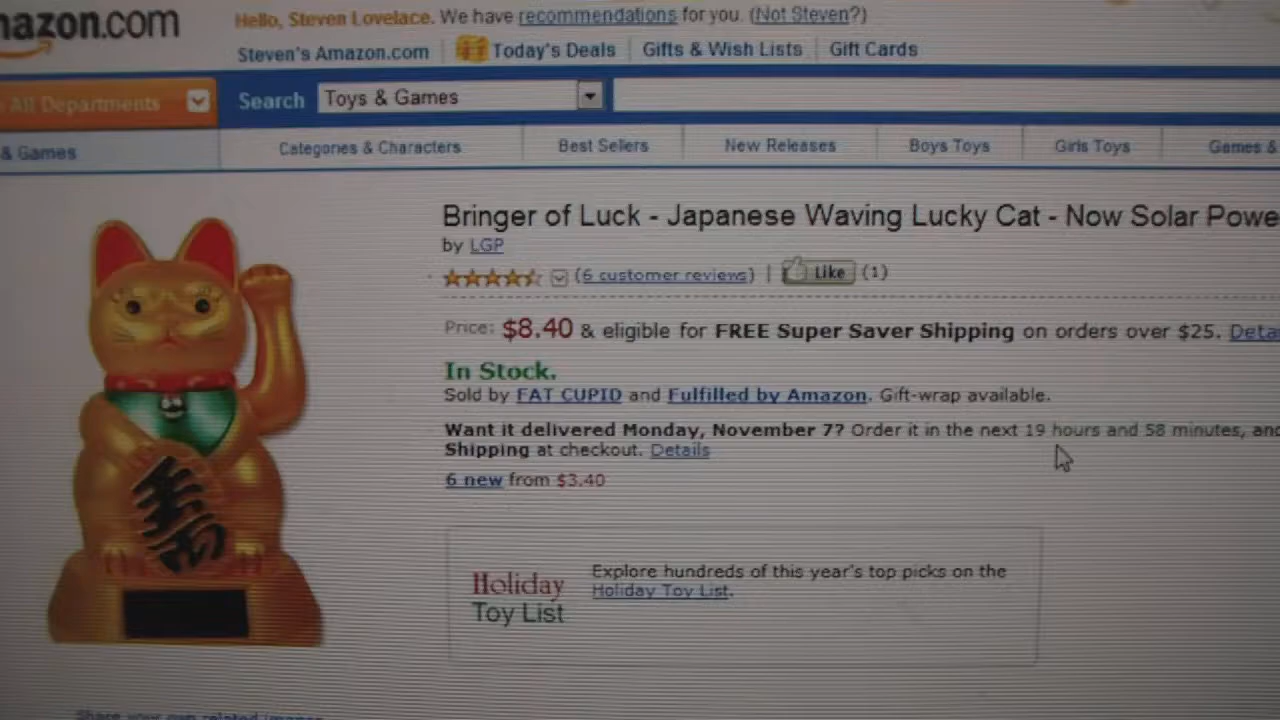 mazon.com
Hello, Steven Lovelace. We have recommendations for you. (Not Steven?)
Steven's Amazon.com Today's Deals Gifts & Wish Lists Gift Cards
All Departments Search Toys & Games
& Games Categories & Characters Best Sellers New Releases Boys Toys Girls Toys Games &
Bringer of Luck - Japanese Waving Lucky Cat - Now Solar Powe
by LGP
(6 customer reviews) | Like (1)
Price: $8.40 & eligible for FREE Super Saver Shipping on orders over $25. Deta
In Stock.
Sold by FAT CUPID and Fulfilled by Amazon. Gift-wrap available.
Want it delivered Monday, November 7? Order it in the next 19 hours and 58 minutes, and
Shipping at checkout. Details
6 new from $3.40
Holiday
Toy List
Explore hundreds of this year's top picks on the
Holiday Toy List.
寿
Share your own related images